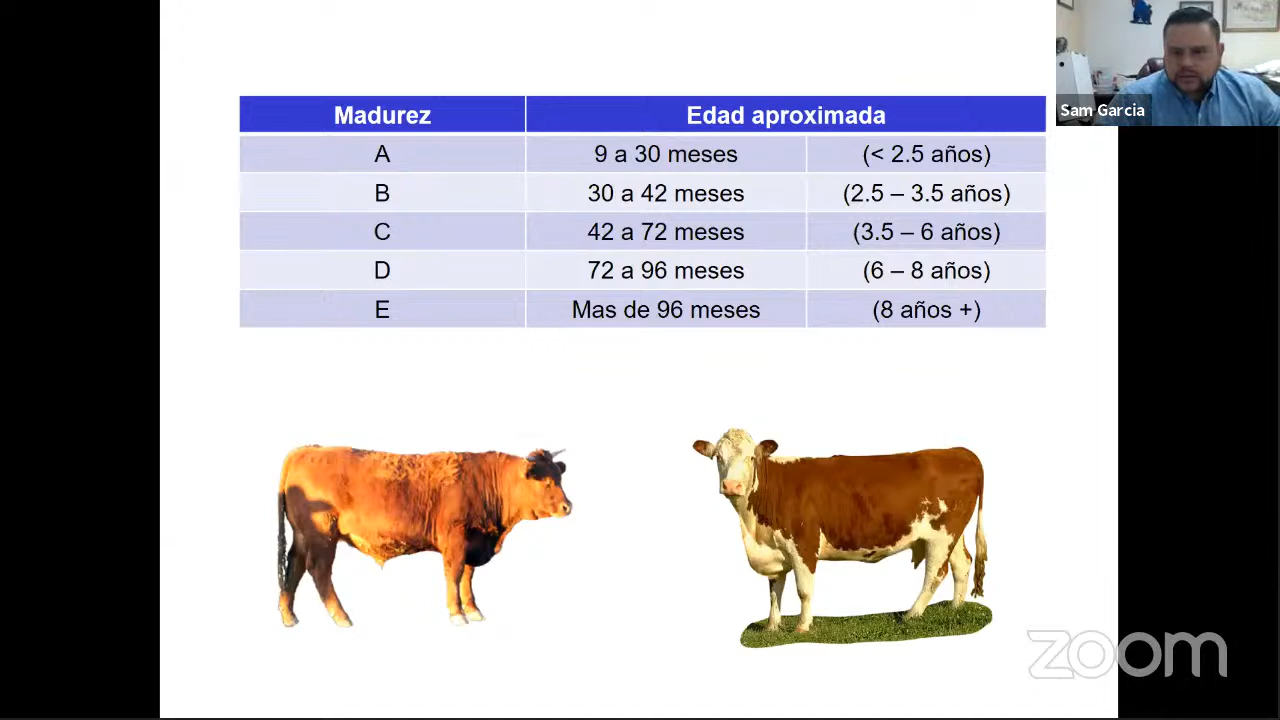 Madurez Edad aproximada
A 9 a 30 meses (< 2.5 años)
B 30 a 42 meses (2.5 – 3.5 años)
C 42 a 72 meses (3.5 – 6 años)
D 72 a 96 meses (6 – 8 años)
E Mas de 96 meses (8 años +)
Sam Garcia
zoom